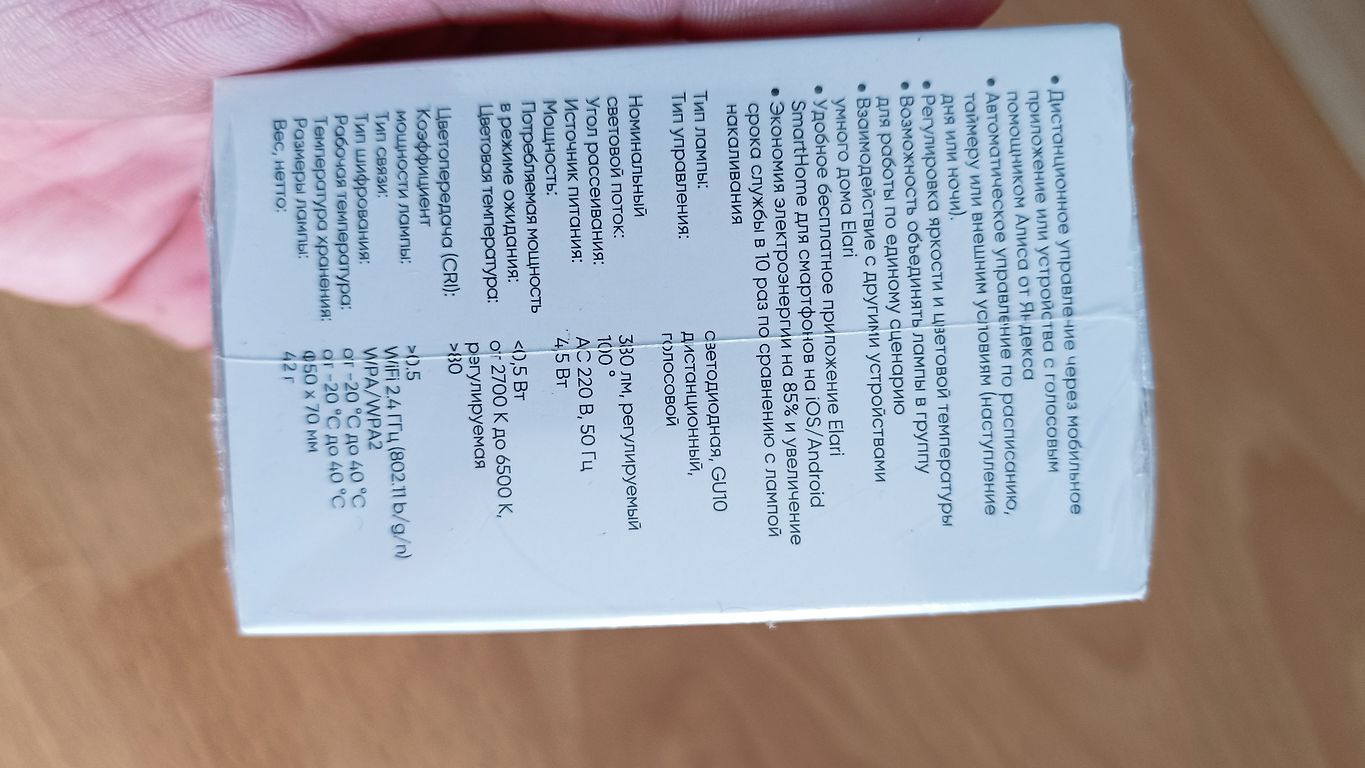 • Дистанционное управление через мобильное
приложение или устройства с голосовым
помощником Алиса от Яндекса
• Автоматическое управление по расписанию,
таймеру или внешним условиям (наступление
дня или ночи).
• Регулировка яркости и цветовой температуры
• Возможность объединять лампы в группу
для работы по единому сценарию
• Взаимодействие с другими устройствами
умного дома Elari
• Удобное бесплатное приложение Elari
SmartHome для смартфонов на iOS/Android
• Экономия электроэнергии на 85% и увеличение
срока службы в 10 раз по сравнению с лампой
накаливания
Тип лампы: светодиодная, GU10
Тип управления: дистанционный,
голосовой
Номинальный
световой поток: 330 лм, регулируемый
Угол рассеивания: 100 °
Источник питания: AC 220 В, 50 Гц
Мощность: 4,5 Вт
Потребляемая мощность
в режиме ожидания: <0,5 Вт
Цветовая температура: от 2700 К до 6500 К,
регулируемая
Цветопередача (CRI): >80
Коэффициент
мощности лампы: >0.5
Тип связи: WiFi 2.4 ГГц (802.11 b/g/n)
Тип шифрования: WPA/WPA2
Рабочая температура: от -20 °C до 40 °C
Температура хранения: от -20 °C до 40 °C
Размеры лампы: Ф50 x 70 мм
Вес, нетто: 42 г